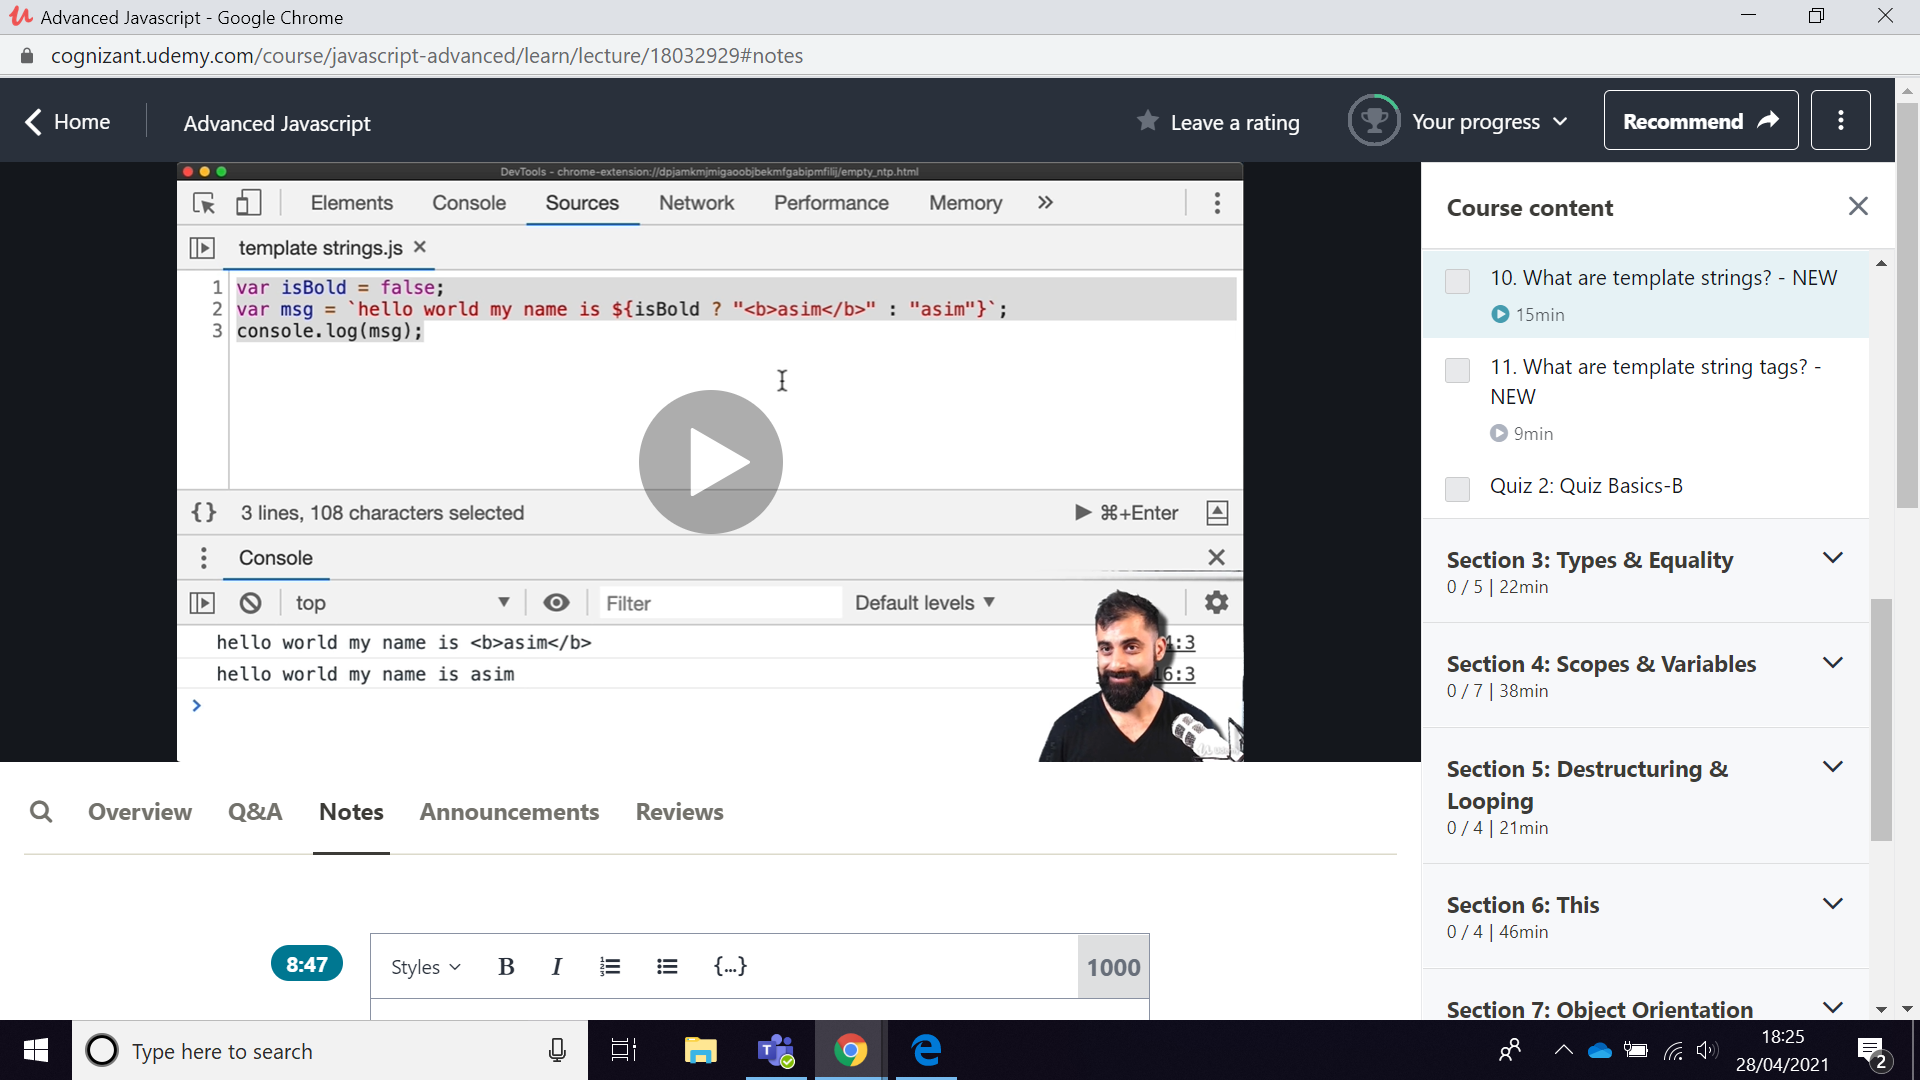 Advanced Javascript - Google Chrome
cognizant.udemy.com/course/javascript-advanced/learn/lecture/18032929#notes
Home
Advanced Javascript
Leave a rating
Your progress
Recommend
DevTools - chrome-extension://dpjamkmjmigaoobjbekmfgabipmfilij/empty_ntp.html
Elements Console Sources Network Performance Memory »
template strings.js ×
1 var isBold = false;
2 var msg = `hello world my name is ${isBold ? "<b>asim</b>" : "asim"}`;
3 console.log(msg);
{} 3 lines, 108 characters selected
⌘+Enter
Console
top
Filter
Default levels
hello world my name is <b>asim</b>
4:3
hello world my name is asim
16:3
Course content
10. What are template strings? - NEW
15min
11. What are template string tags? -
NEW
9min
Quiz 2: Quiz Basics-B
Section 3: Types & Equality
0 / 5 | 22min
Section 4: Scopes & Variables
0 / 7 | 38min
Section 5: Destructuring &
Looping
0 / 4 | 21min
Section 6: This
0 / 4 | 46min
Section 7: Object Orientation
Overview Q&A Notes Announcements Reviews
8:47
Styles B I {...} 1000
Type here to search
18:25
28/04/2021
2